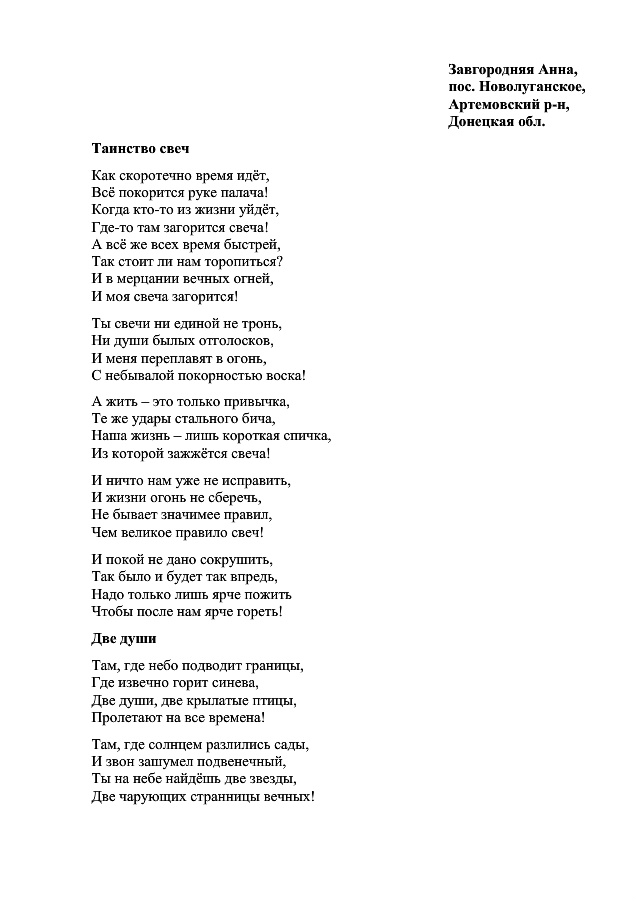 Завгородняя Анна,
пос. Новолуганское,
Артемовский р-н,
Донецкая обл.
Таинство свеч
Как скоротечно время идёт,
Всё покорится руке палача!
Когда кто-то из жизни уйдёт,
Где-то там загорится свеча!
А всё же всех время быстрей,
Так стоит ли нам торопиться?
И в мерцании вечных огней,
И моя свеча загорится!
Ты свечи ни единой не тронь,
Ни души былых отголосков,
И меня переплавят в огонь,
С небывалой покорностью воска!
А жить – это только привычка,
Те же удары стального бича,
Наша жизнь – лишь короткая спичка,
Из которой зажжётся свеча!
И ничто нам уже не исправить,
И жизни огонь не сберечь,
Не бывает значимее правил,
Чем великое правило свеч!
И покой не дано сокрушить,
Так было и будет так впредь,
Надо только лишь ярче пожить
Чтобы после нам ярче гореть!
Две души
Там, где небо подводит границы,
Где извечно горит синева,
Две души, две крылатые птицы,
Пролетают на все времена!
Там, где солнцем разлились сады,
И звон зашумел подвенечный,
Ты на небе найдёшь две звезды,
Две чарующих странницы вечных!